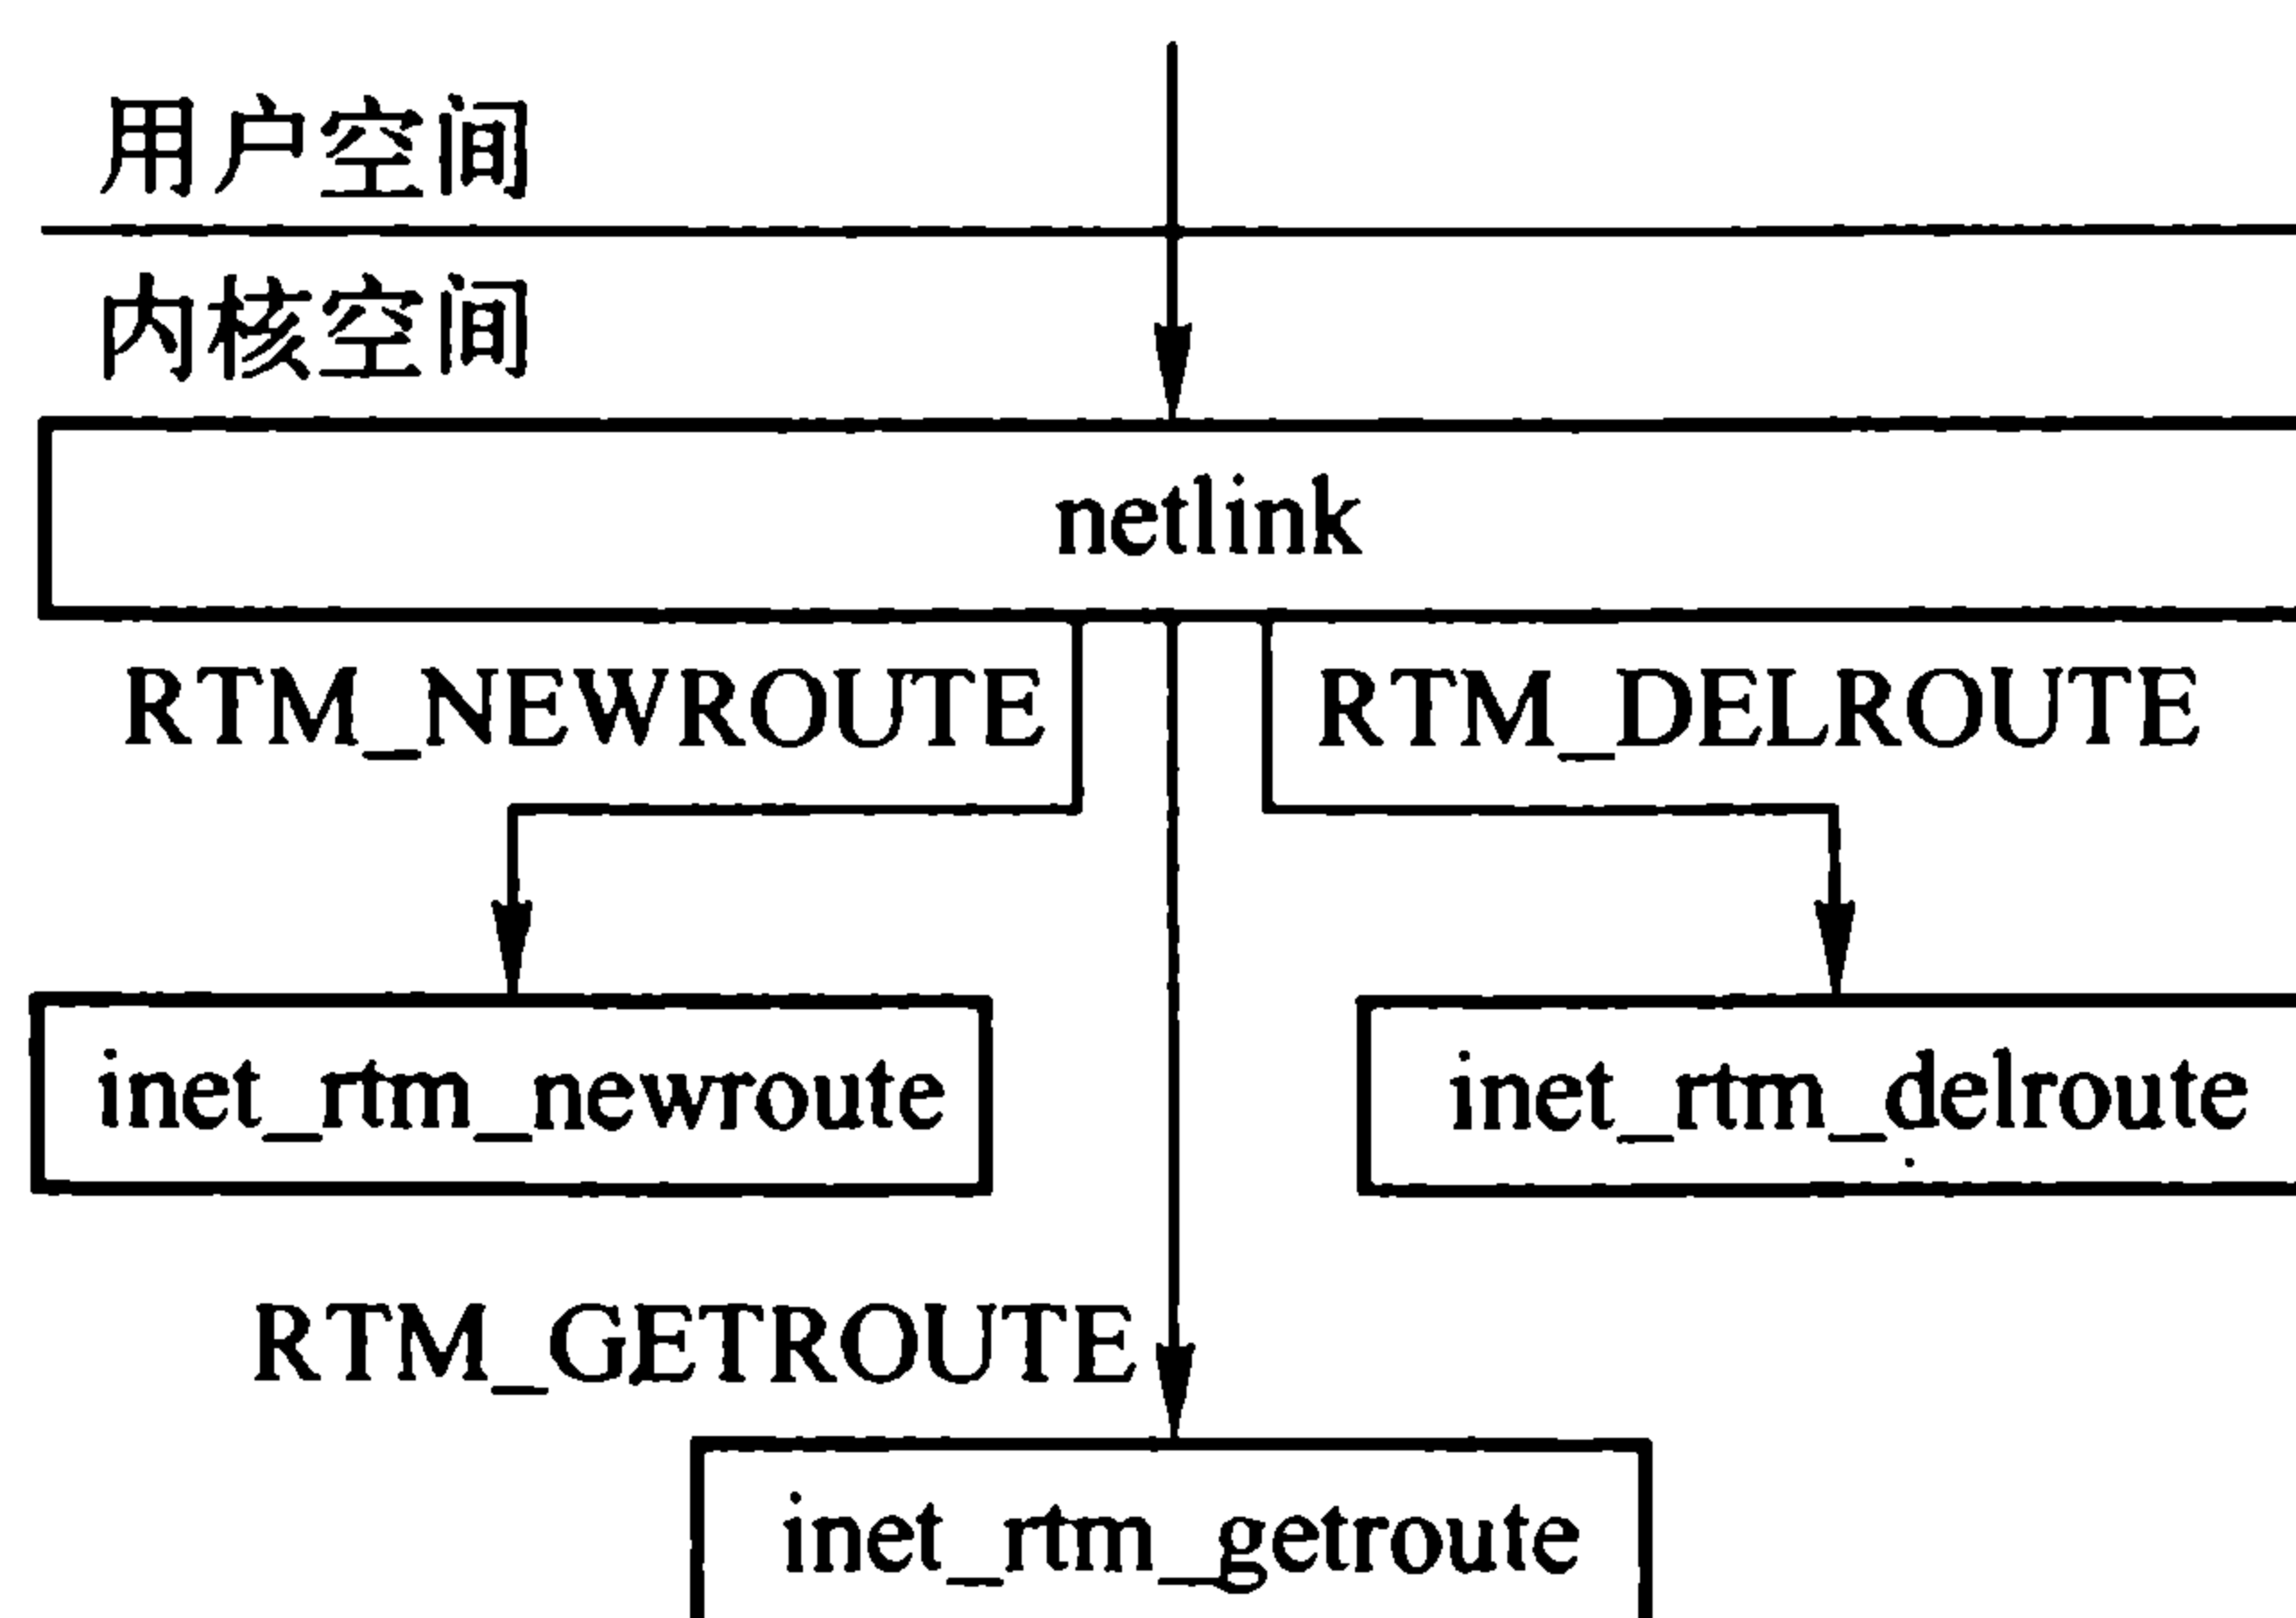 用户空间
内核空间
netlink
RTM_NEWROUTE
RTM_DELROUTE
inet_rtm_newroute
inet_rtm_delroute
RTM_GETROUTE
inet_rtm_getroute